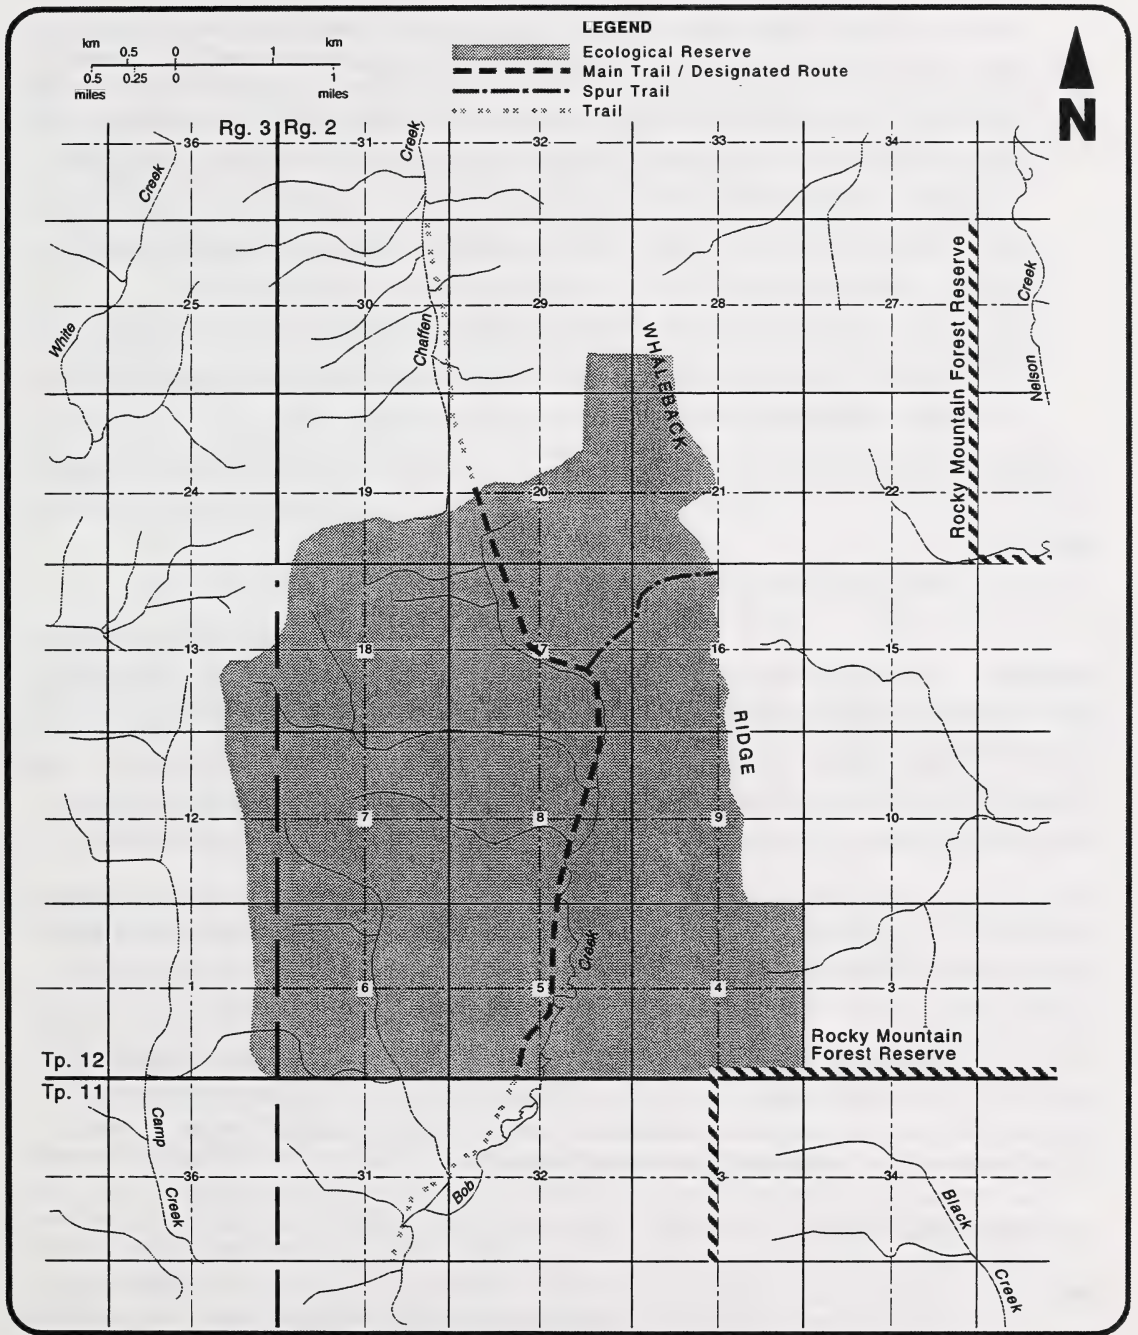 LEGEND
km
0.5
0
1
km
0.5
0.25
0
1
miles
miles
Ecological Reserve
Main Trail / Designated Route
Spur Trail
Trail
N
Rg. 3
Rg. 2
36
31
32
33
34
Creek
Creek
25
30
29
28
27
White
Chaffen
WHALEBACK
Rocky Mountain Forest Reserve
Creek
Nelson
24
19
20
21
22
13
18
16
15
RIDGE
12
7
8
9
10
Creek
1
6
5
4
3
Rocky Mountain
Forest Reserve
Tp. 12
Tp. 11
Camp
Creek
36
31
32
34
Bob
Black
Creek